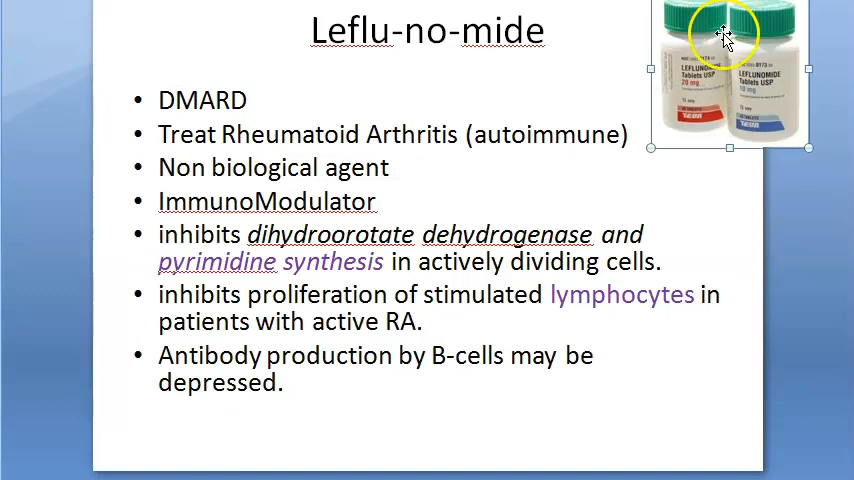 Leflu-no-mide
• DMARD
• Treat Rheumatoid Arthritis (autoimmune)
• Non biological agent
• ImmunoModulator
• inhibits dihydroorotate dehydrogenase and
pyrimidine synthesis in actively dividing cells.
• inhibits proliferation of stimulated lymphocytes in
patients with active RA.
• Antibody production by B-cells may be
depressed.
LEFLUNOMIDE
Tablets USP
20 mg
TEVA
LEFLUNOMIDE
Tablets USP
10 mg
TEVA